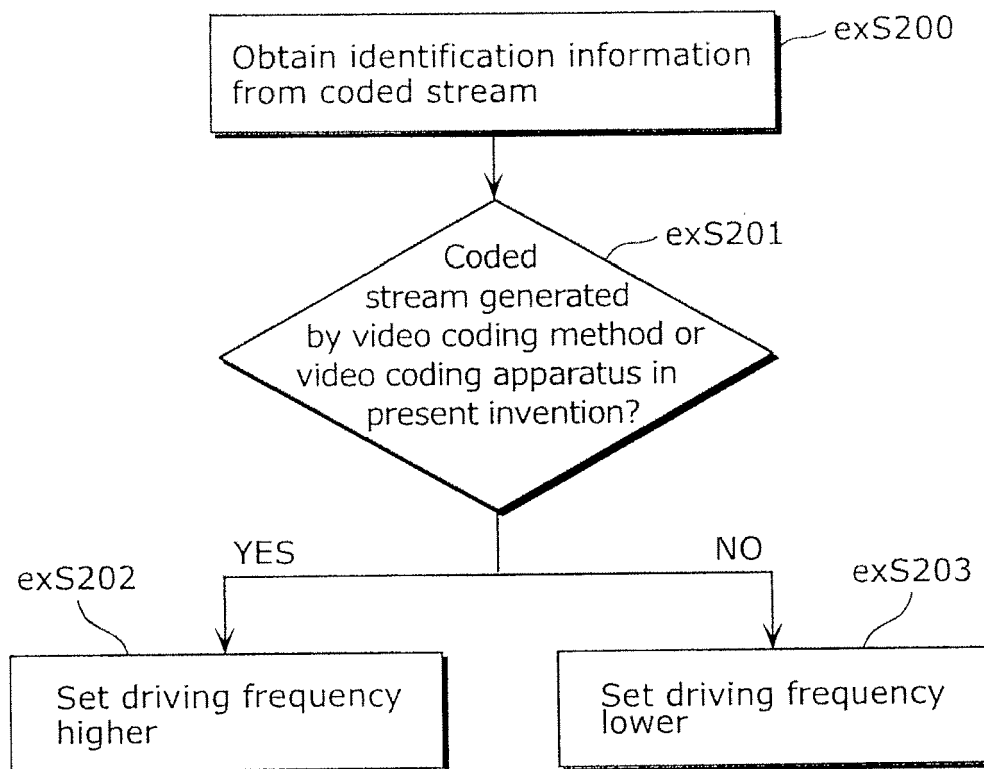 exS200
Obtain identification information
from coded stream
exS201
Coded
stream generated
by video coding method or
video coding apparatus in
present invention?
YES
NO
exS202
exS203
Set driving frequency
higher
Set driving frequency
lower